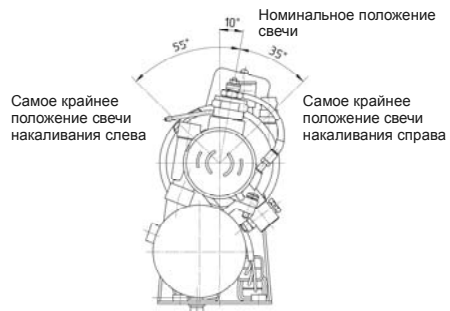 Номинальное положение
свечи
10°
55°
35°
Самое крайнее
положение свечи
накаливания слева
Самое крайнее
положение свечи
накаливания справа